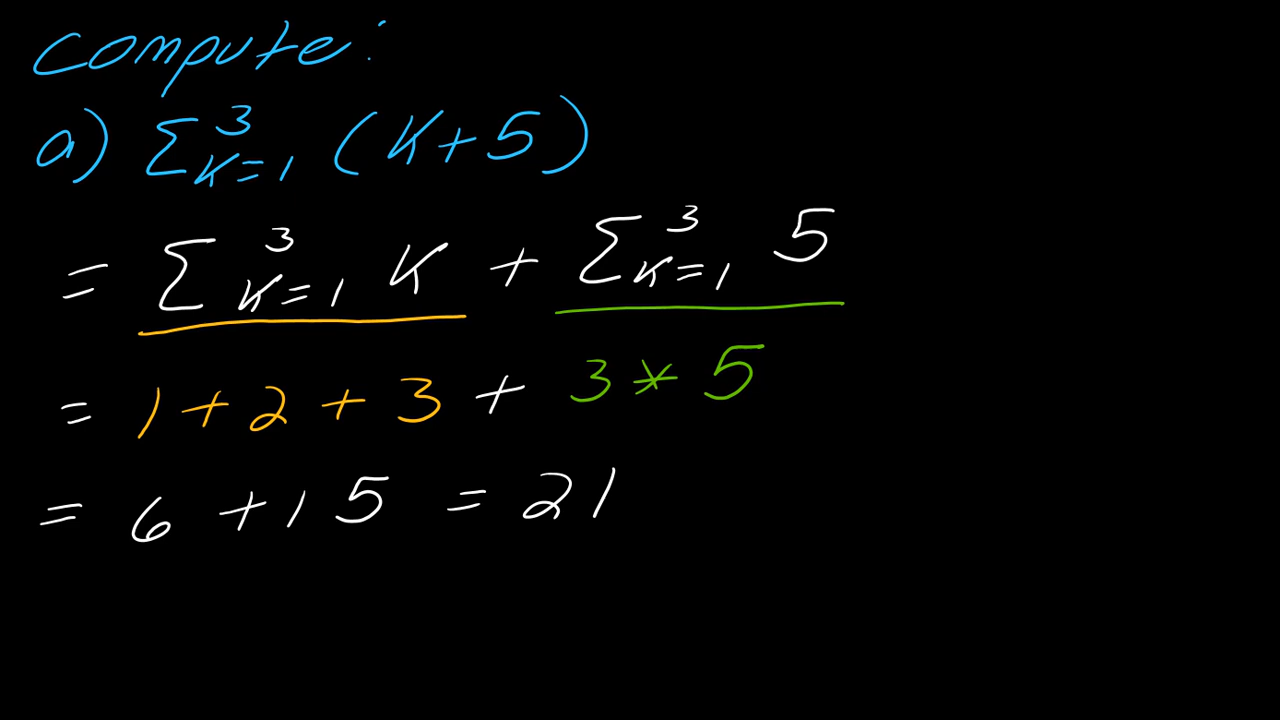 Compute:
a) Σ³ₖ₌₁ (K+5)
= Σ³ₖ₌₁ K + Σ³ₖ₌₁ 5
= 1 + 2 + 3 + 3 * 5
= 6 + 15 = 21